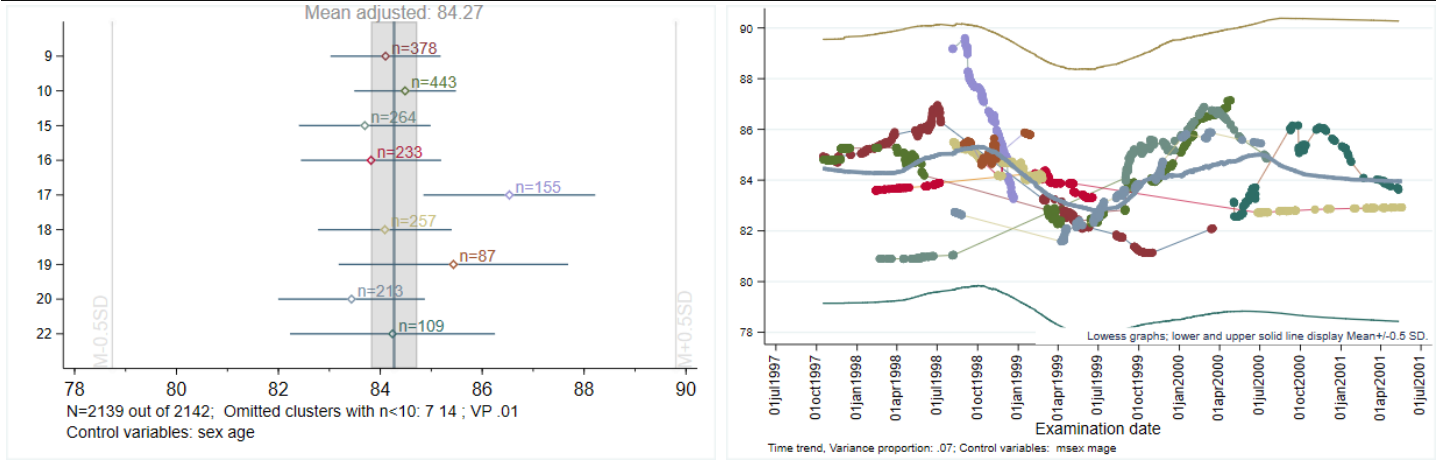 Mean adjusted: 84.27
9
10
15
16
17
18
19
20
22
n=378
n=443
n=264
n=233
n=155
n=257
n=87
n=213
n=109
M-0.5SD
M+0.5SD
78
80
82
84
86
88
90
N=2139 out of 2142; Omitted clusters with n<10: 7 14 ; VP .01
Control variables: sex age
90
88
86
84
82
80
78
Lowess graphs; lower and upper solid line display Mean+/-0.5 SD.
01jul1997
01oct1997
01jan1998
01apr1998
01jul1998
01oct1998
01jan1999
01apr1999
01jul1999
01oct1999
01jan2000
01apr2000
01jul2000
01oct2000
01jan2001
01apr2001
01jul2001
Examination date
Time trend, Variance proportion: .07; Control variables: msex mage